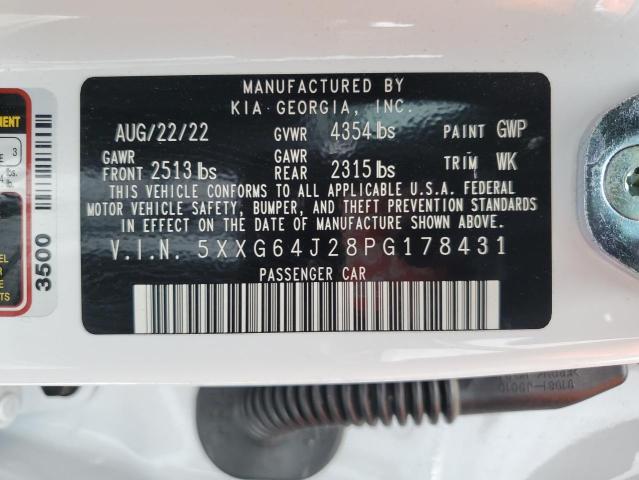 MANUFACTURED BY
KIA GEORGIA, INC.
AUG/22/22 GVWR 4354 lbs PAINT GWP
GAWR FRONT 2513 lbs GAWR REAR 2315 lbs TRIM WK
THIS VEHICLE CONFORMS TO ALL APPLICABLE U.S.A. FEDERAL
MOTOR VEHICLE SAFETY, BUMPER, AND THEFT PREVENTION STANDARDS
IN EFFECT ON THE DATE OF MANUFACTURE SHOWN ABOVE.
V.I.N. 5XXG64J28PG178431
PASSENGER CAR
3500